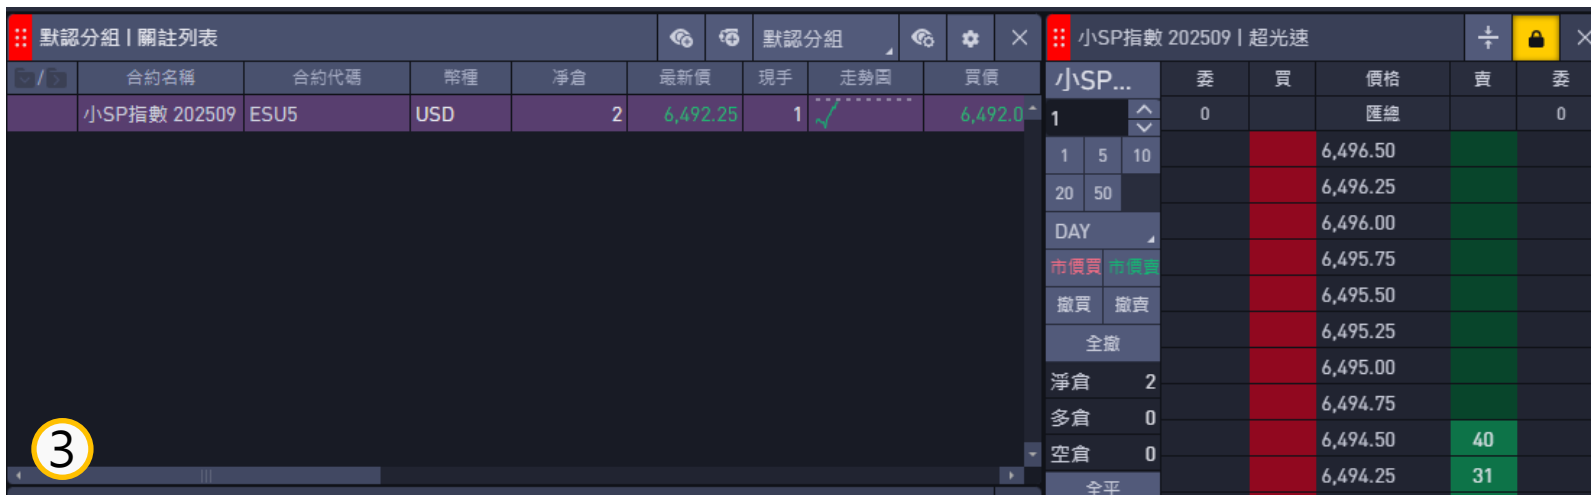 默認分組 | 關註列表
默認分組
合約名稱 合約代碼 幣種 凈倉 最新價 現手 走勢圖 買價
小SP指數 202509 ESU5 USD 2 6,492.25 1 6,492.0
3
小SP指數 202509 | 超光速
小SP... 委 買 價格 賣 委
1 0 匯總 0
1 5 10
20 50
DAY
市價買 市價賣
撤買 撤賣
全撤
淨倉 2
多倉 0
空倉 0
全平
6,496.50
6,496.25
6,496.00
6,495.75
6,495.50
6,495.25
6,495.00
6,494.75
6,494.50 40
6,494.25 31